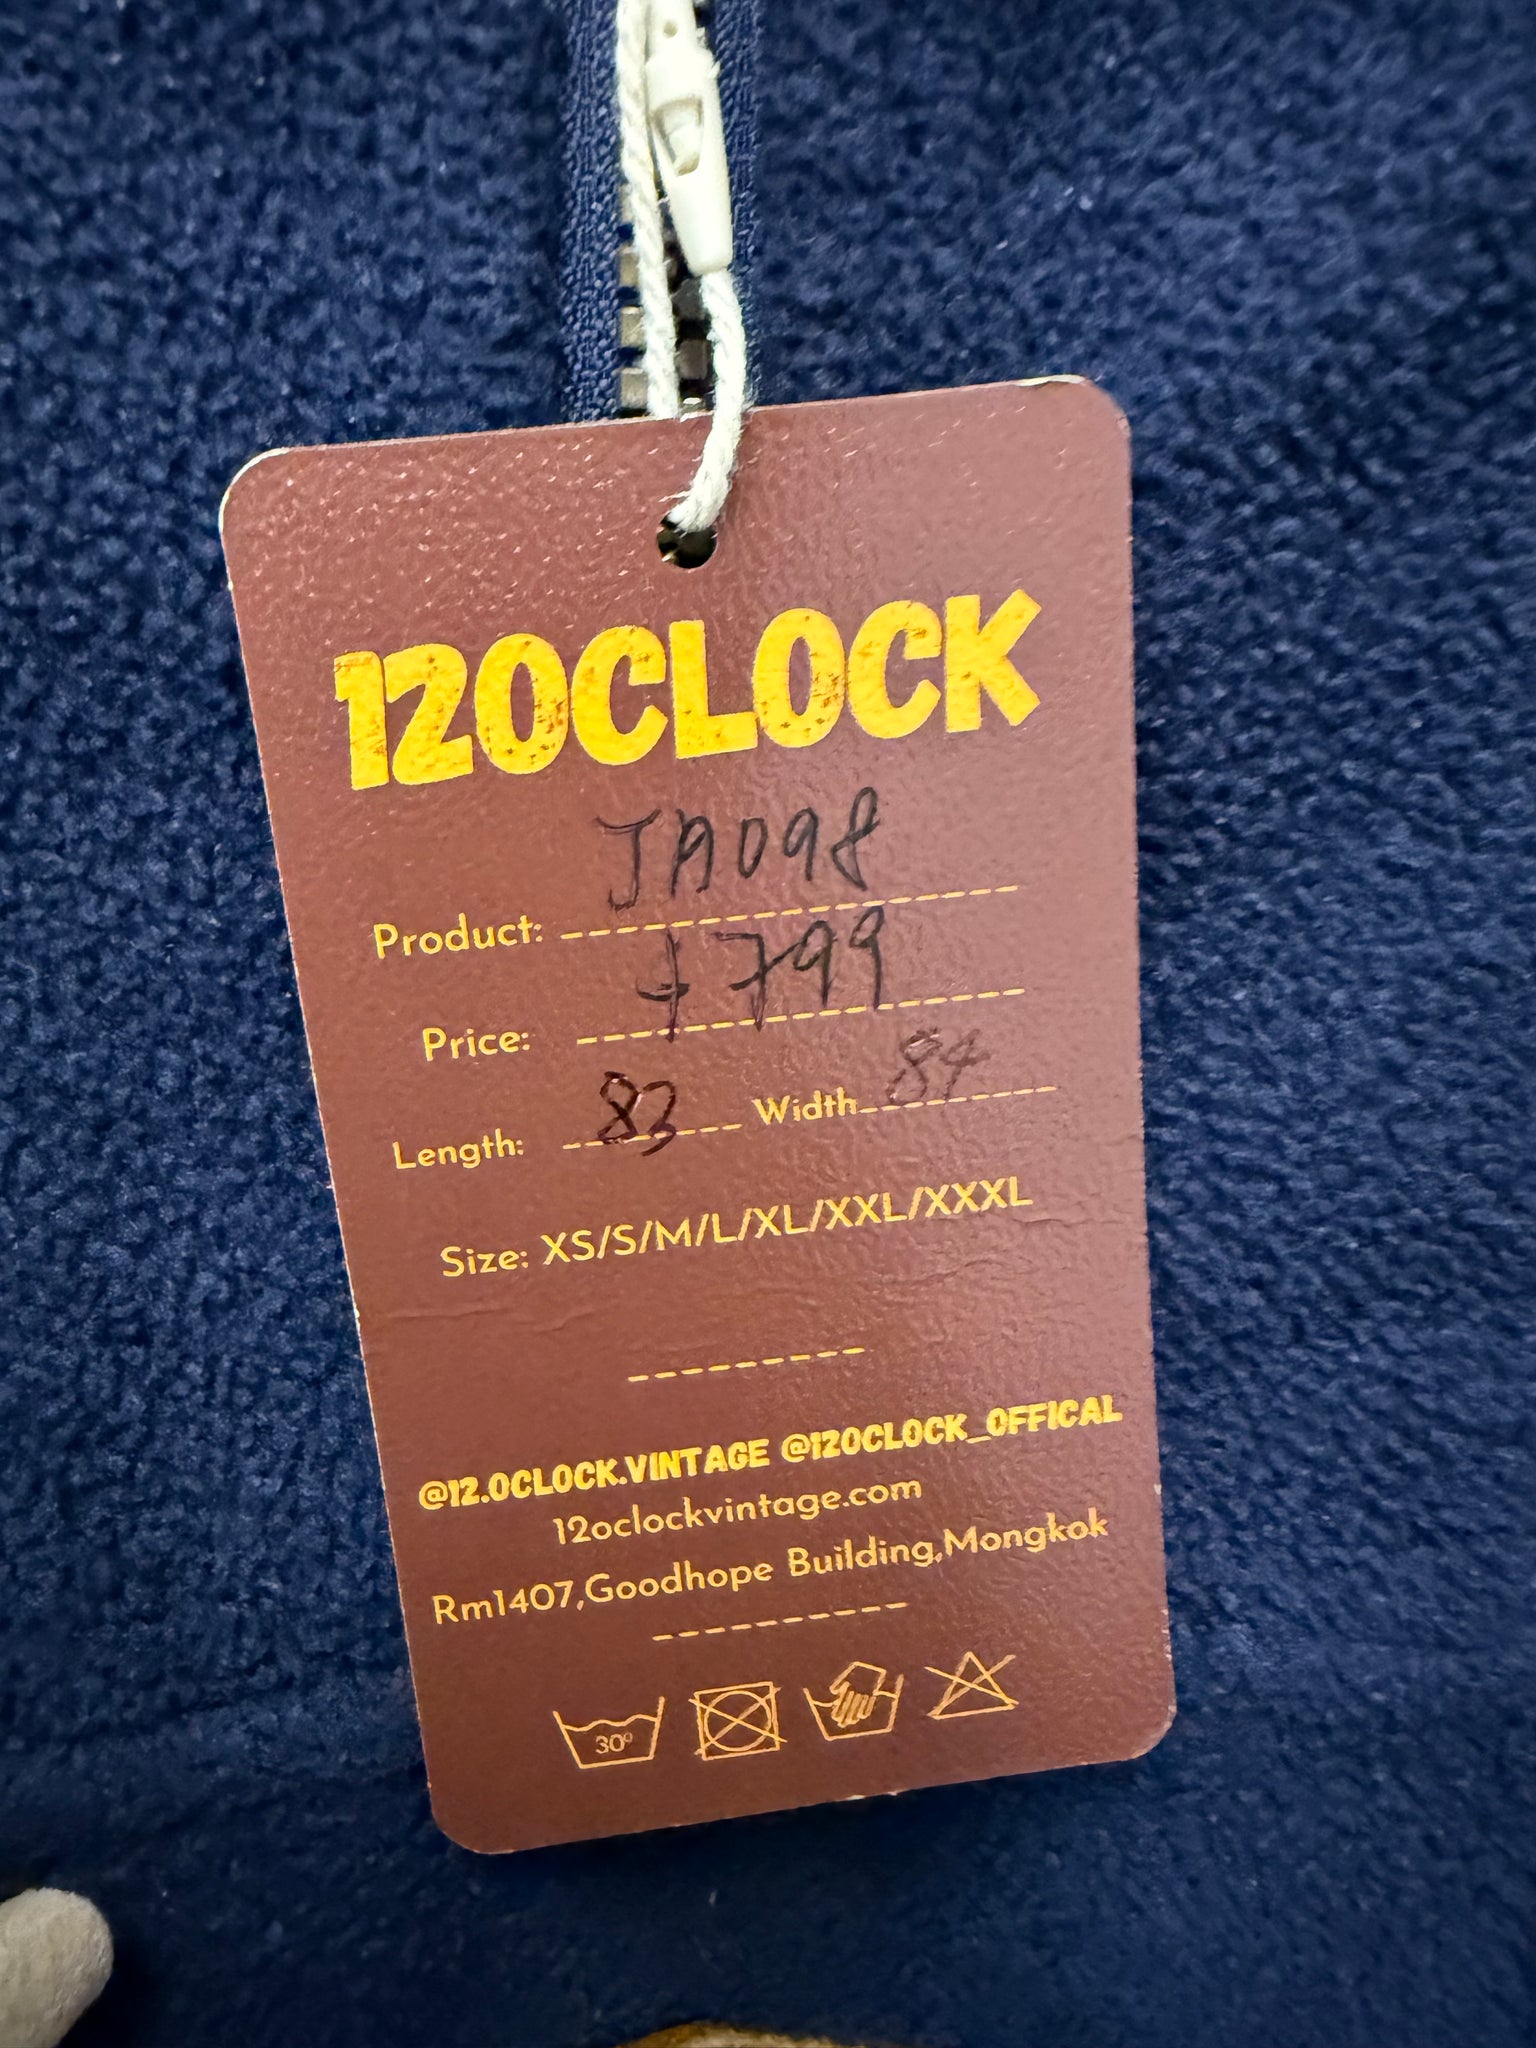 12OCLOCK
Product: JA098
Price: $799
Length: 83 Width 84
Size: XS/S/M/L/XL/XXL/XXXL
@12.OCLOCK.VINTAGE @12OCLOCK_OFFICAL
12oclockvintage.com
Rm1407,Goodhope Building,Mongkok
30°